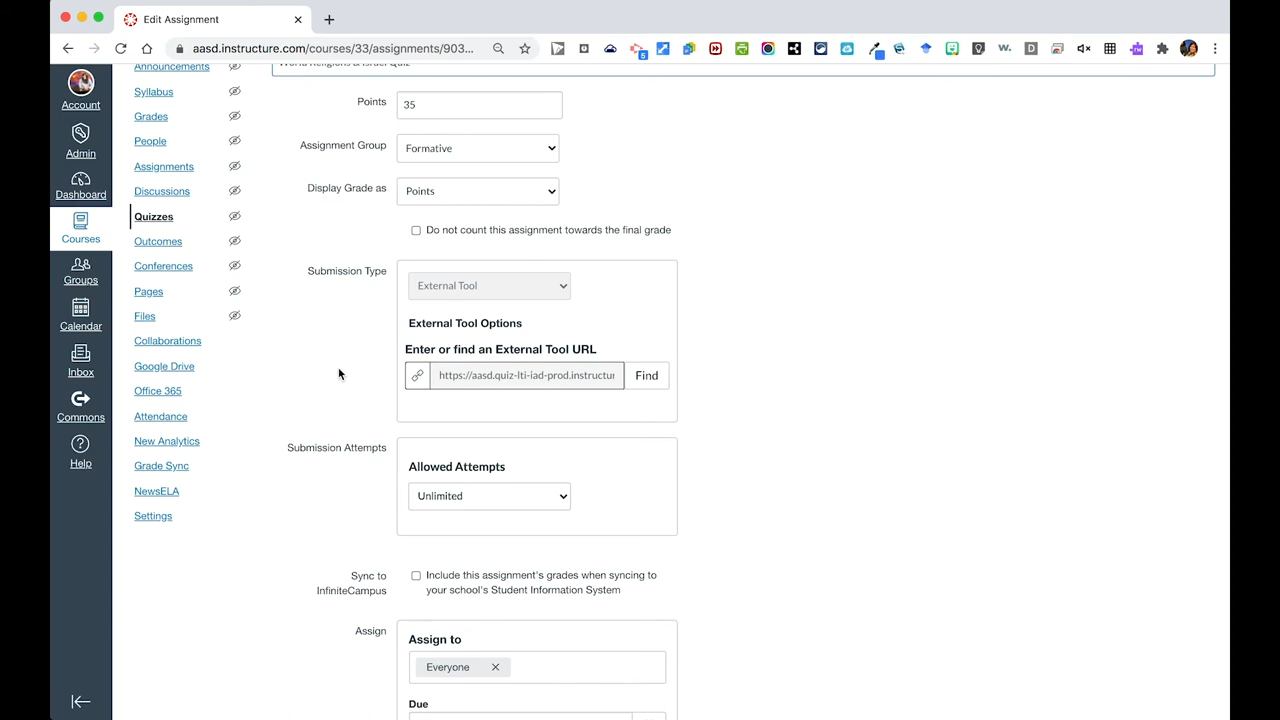 Edit Assignment
aasd.instructure.com/courses/33/assignments/903...
5
W.
D
Account
Admin
Dashboard
Courses
Groups
Calendar
Inbox
Commons
Help
Announcements
Syllabus
Grades
People
Assignments
Discussions
Quizzes
Outcomes
Conferences
Pages
Files
Collaborations
Google Drive
Office 365
Attendance
New Analytics
Grade Sync
NewsELA
Settings
World Religions & Israel Quiz
Points
35
Assignment Group
Formative
Display Grade as
Points
Do not count this assignment towards the final grade
Submission Type
External Tool
External Tool Options
Enter or find an External Tool URL
https://aasd.quiz-lti-iad-prod.instructur
Find
Submission Attempts
Allowed Attempts
Unlimited
Sync to
InfiniteCampus
Include this assignment's grades when syncing to
your school's Student Information System
Assign
Assign to
Everyone
Due